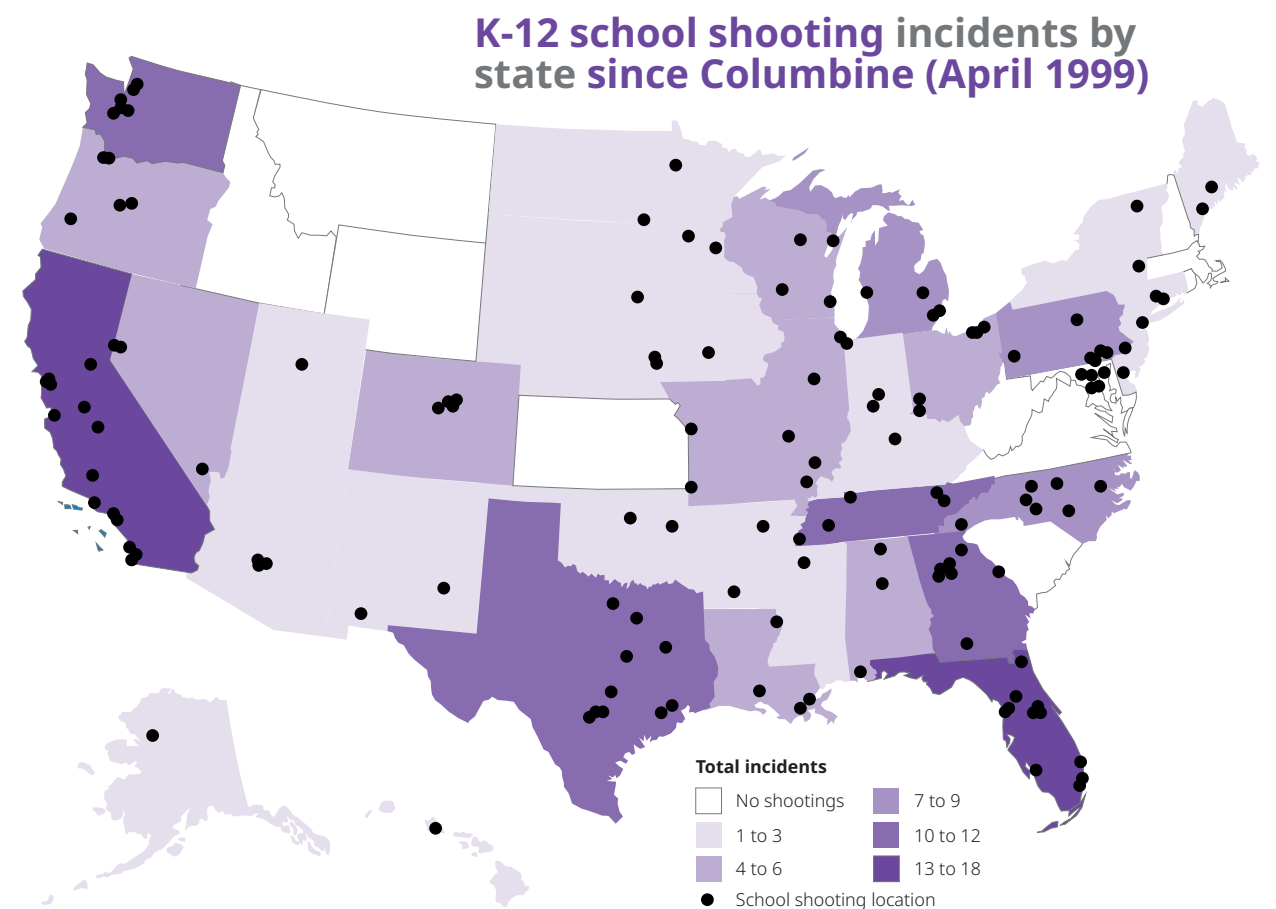 K-12 school shooting incidents by
state since Columbine (April 1999)
Total incidents
No shootings
1 to 3
4 to 6
7 to 9
10 to 12
13 to 18
School shooting location